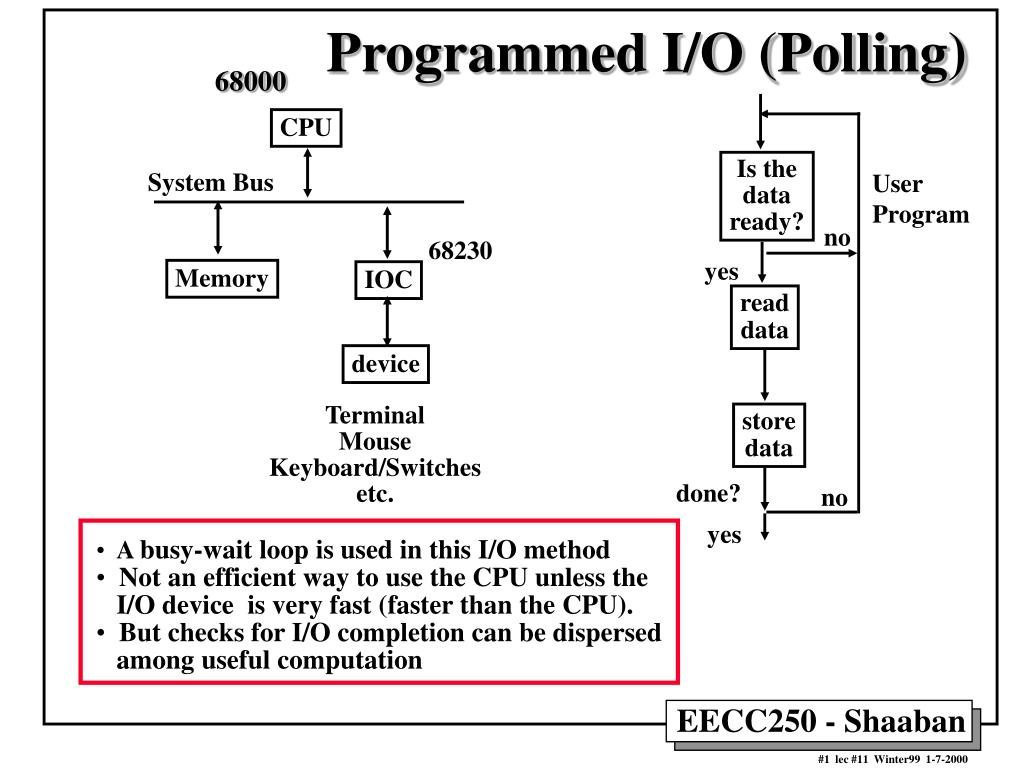 Programmed I/O (Polling)
68000
CPU
System Bus
68230
Memory
IOC
device
Terminal
Mouse
Keyboard/Switches
etc.
Is the
data
ready?
User
Program
no
yes
read
data
store
data
done?
no
yes
• A busy-wait loop is used in this I/O method
• Not an efficient way to use the CPU unless the
I/O device is very fast (faster than the CPU).
• But checks for I/O completion can be dispersed
among useful computation
EECC250 - Shaaban
#1 lec #11 Winter99 1-7-2000